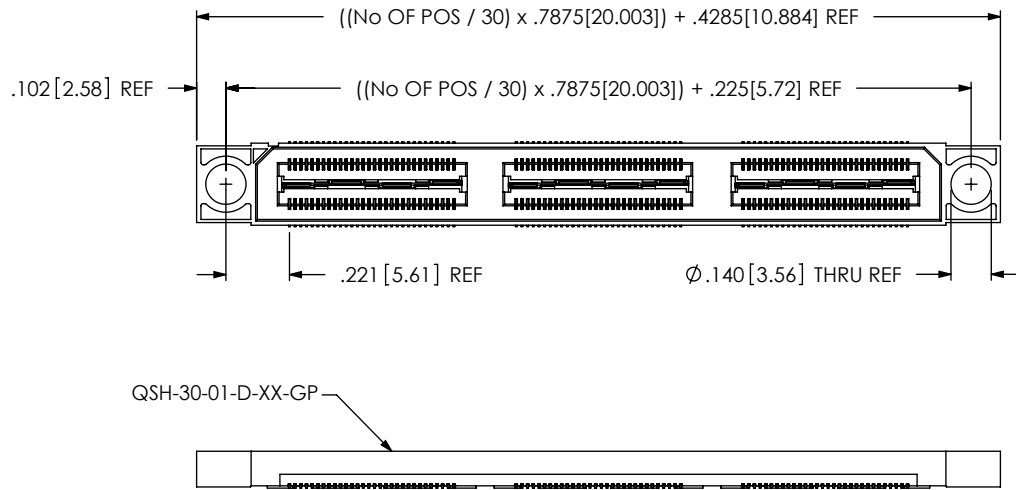 ((No OF POS / 30) x .7875[20.003]) + .4285[10.884] REF
.102 [2.58] REF
((No OF POS / 30) x .7875[20.003]) + .225[5.72] REF
.221 [5.61] REF
Ø.140 [3.56] THRU REF
QSH-30-01-D-XX-GP